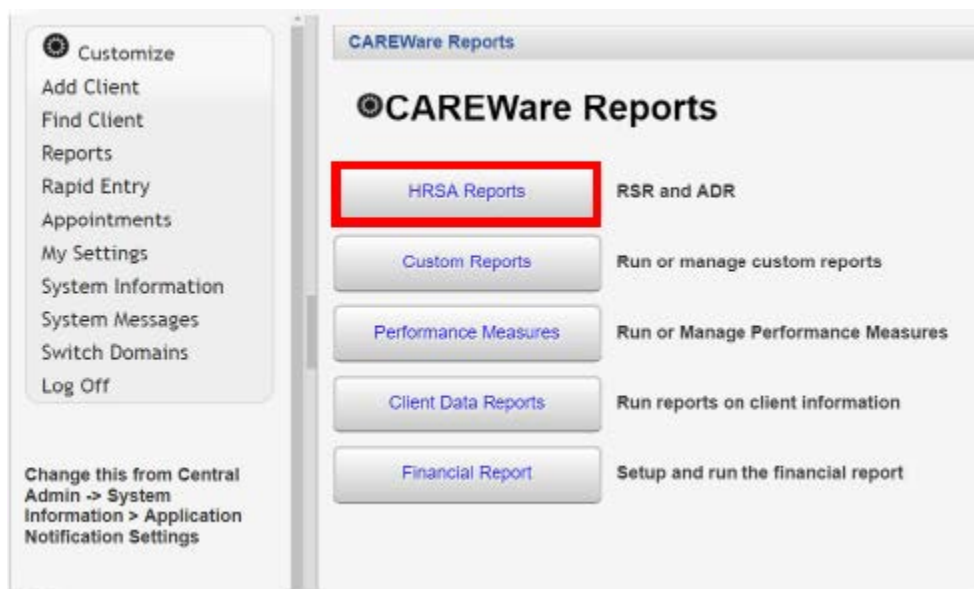 Customize
Add Client
Find Client
Reports
Rapid Entry
Appointments
My Settings
System Information
System Messages
Switch Domains
Log Off
Change this from Central
Admin -> System
Information > Application
Notification Settings
CAREWare Reports
CAREWare Reports
HRSA Reports RSR and ADR
Custom Reports Run or manage custom reports
Performance Measures Run or Manage Performance Measures
Client Data Reports Run reports on client information
Financial Report Setup and run the financial report